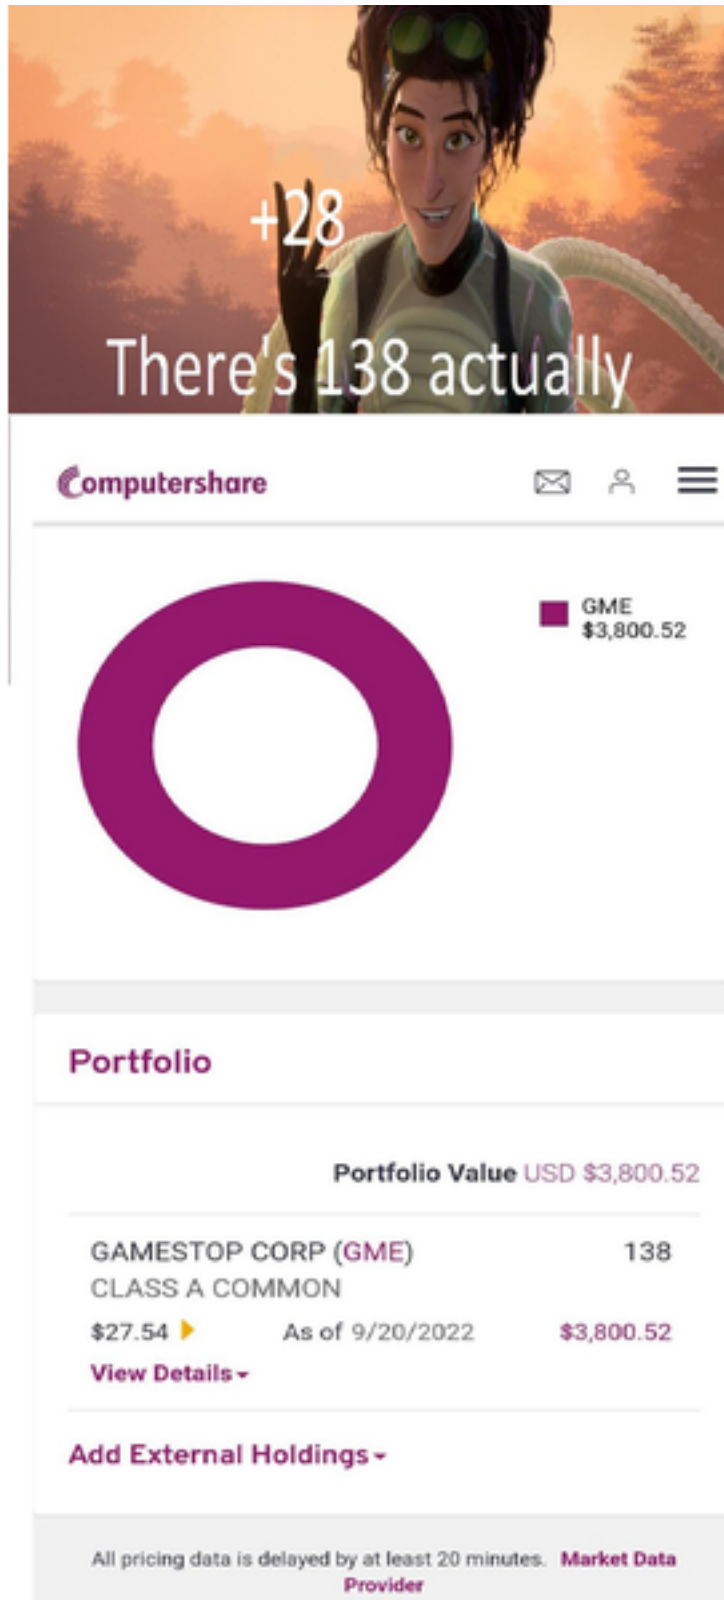 +28
There's 138 actually
Computershare
GME
$3,800.52
Portfolio
Portfolio Value USD $3,800.52
GAMESTOP CORP (GME) 138
CLASS A COMMON
$27.54 As of 9/20/2022 $3,800.52
View Details
Add External Holdings
All pricing data is delayed by at least 20 minutes. Market Data
Provider